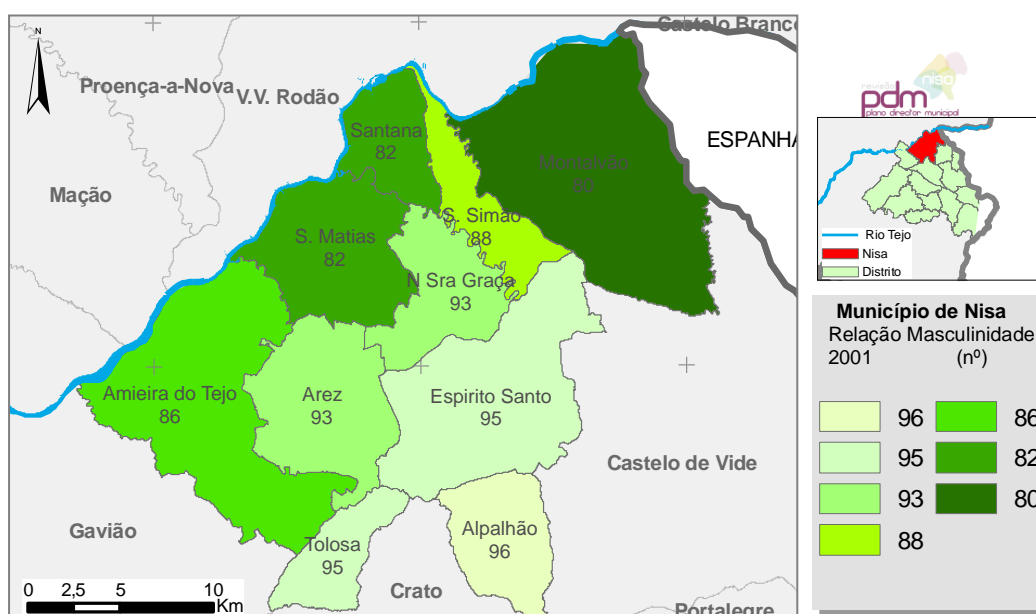 N
Castelo Branco
Proença-a-Nova
V.V. Rodão
Santana
82
ESPANHA
Montalvão
80
Mação
S. Simão
88
S. Matias
82
N Sra Graça
93
Amieira do Tejo
86
Arez
93
Espirito Santo
95
Castelo de Vide
Gavião
Alpalhão
96
Tolosa
95
Crato
Portalegre
0 2,5 5 10
Km
revisão
nisa
pdm
plano director municipal
Rio Tejo
Nisa
Distrito
Município de Nisa
Relação Masculinidade
2001 (nº)
96 86
95 82
93 80
88